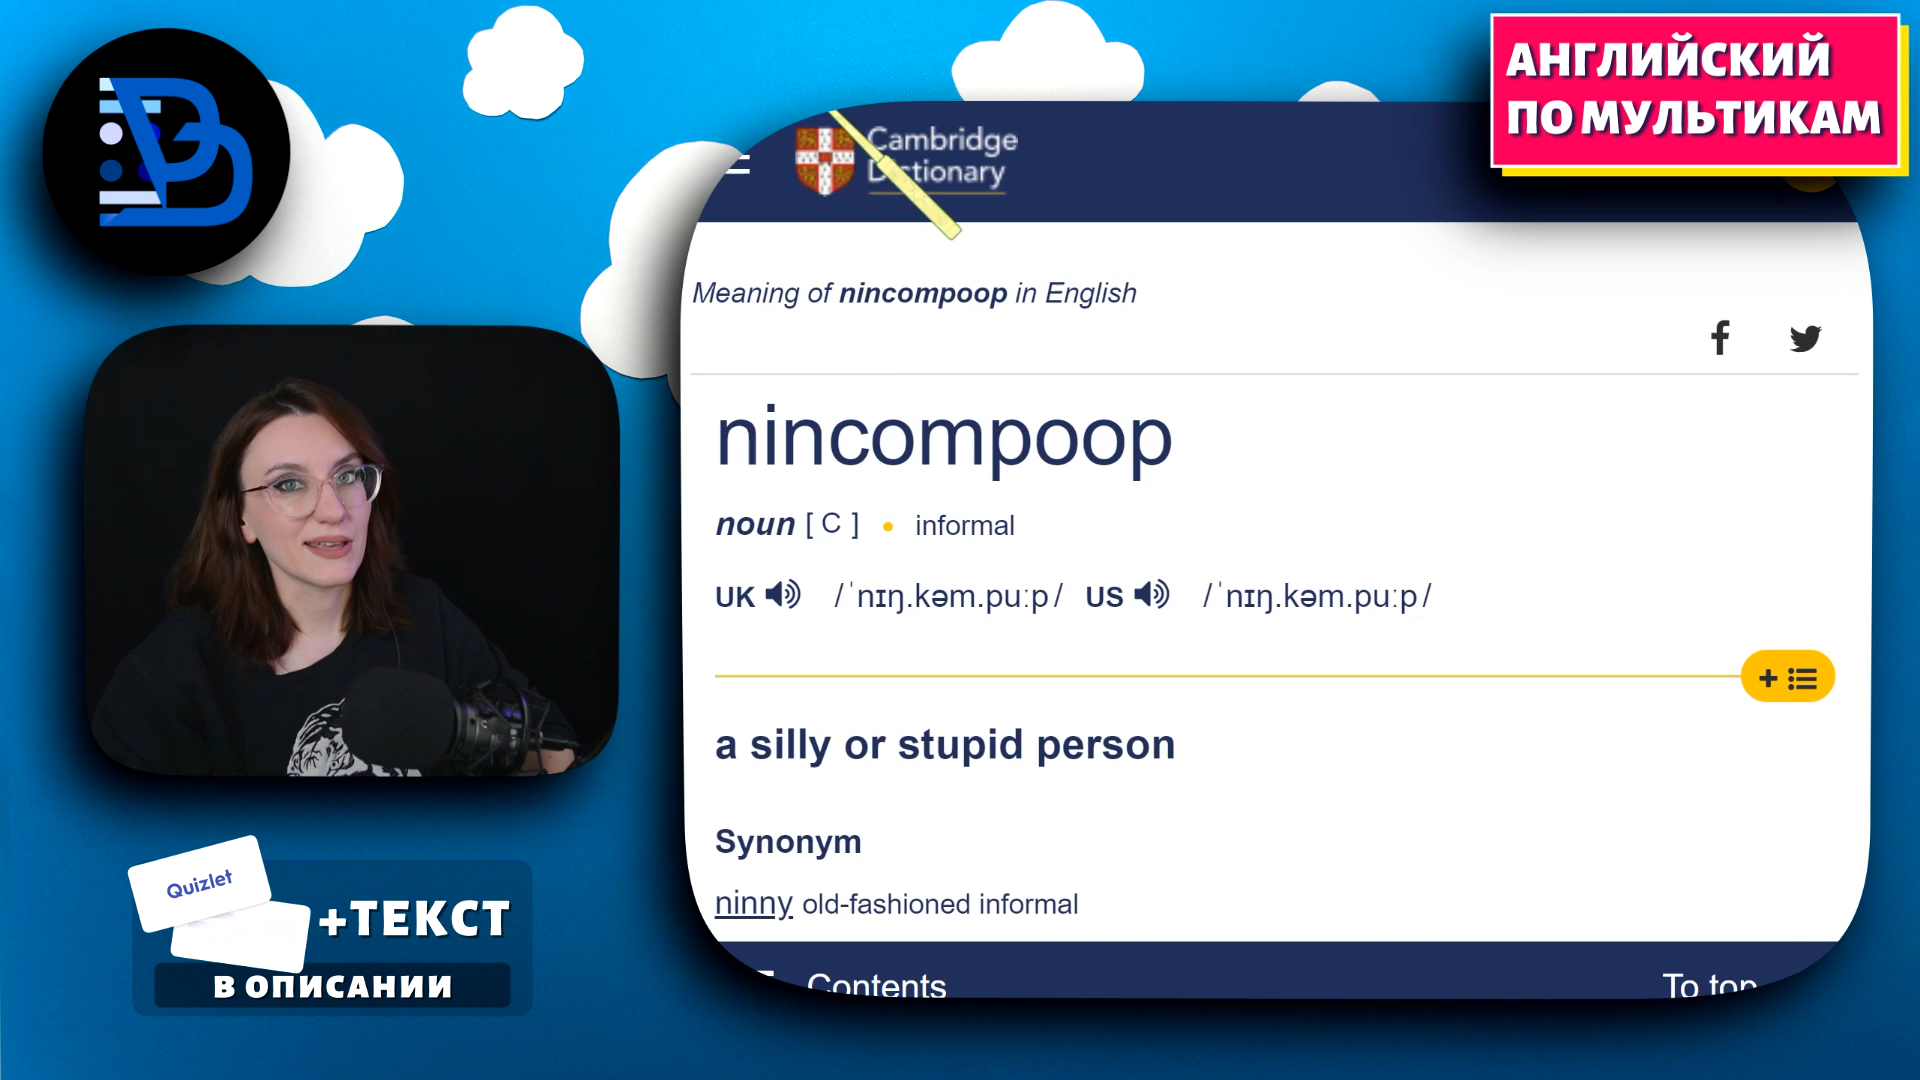 АНГЛИЙСКИЙ
ПО МУЛЬТИКАМ
Cambridge
Dictionary
Meaning of nincompoop in English
nincompoop
noun [ C ] • informal
UK /ˈnɪŋ.kəm.puːp/ US /ˈnɪŋ.kəm.puːp/
a silly or stupid person
Synonym
ninny old-fashioned informal
Contents
To top
Quizlet
+ТЕКСТ
В ОПИСАНИИ